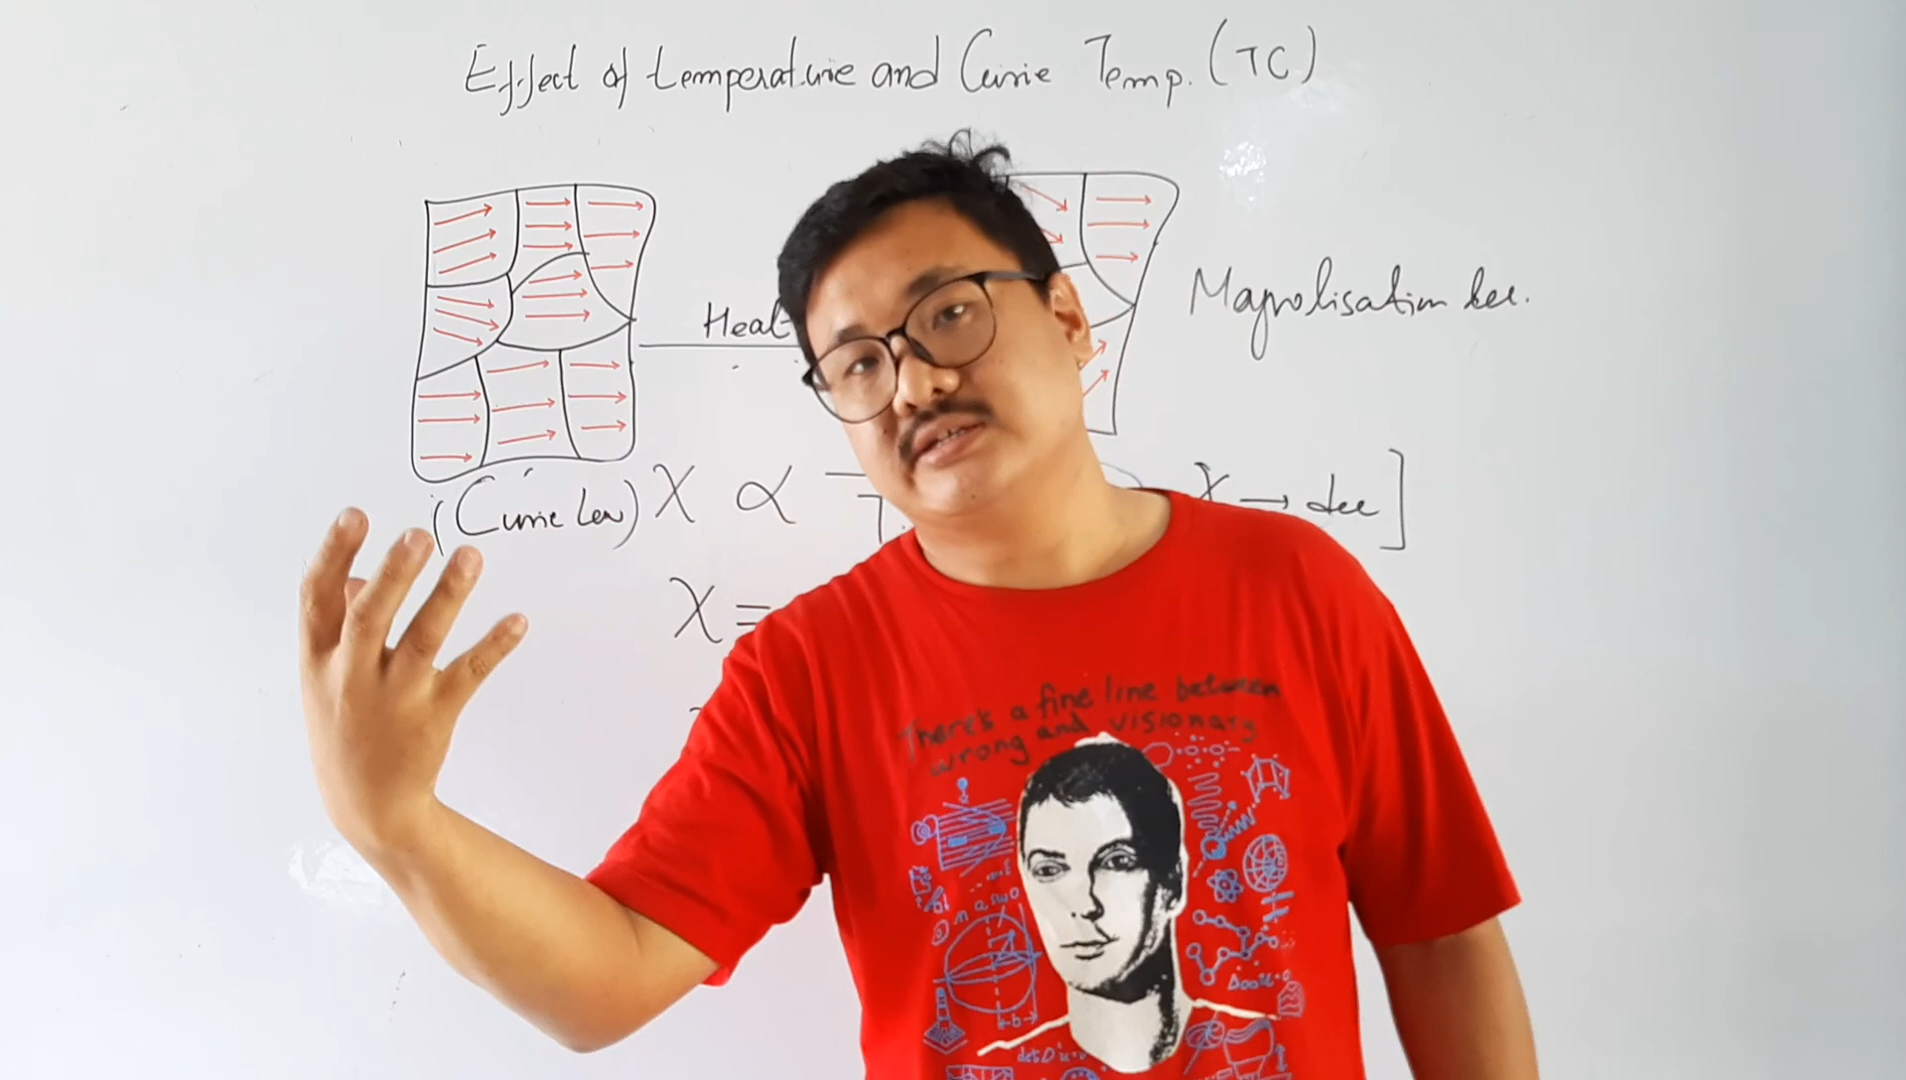 Effect of temperature and Curie Temp. (TC)
Heat
Magnolisation dec.
(Curie Law) χ ∝
χ → dec]
χ =
There's a fine line between
wrong and visionary